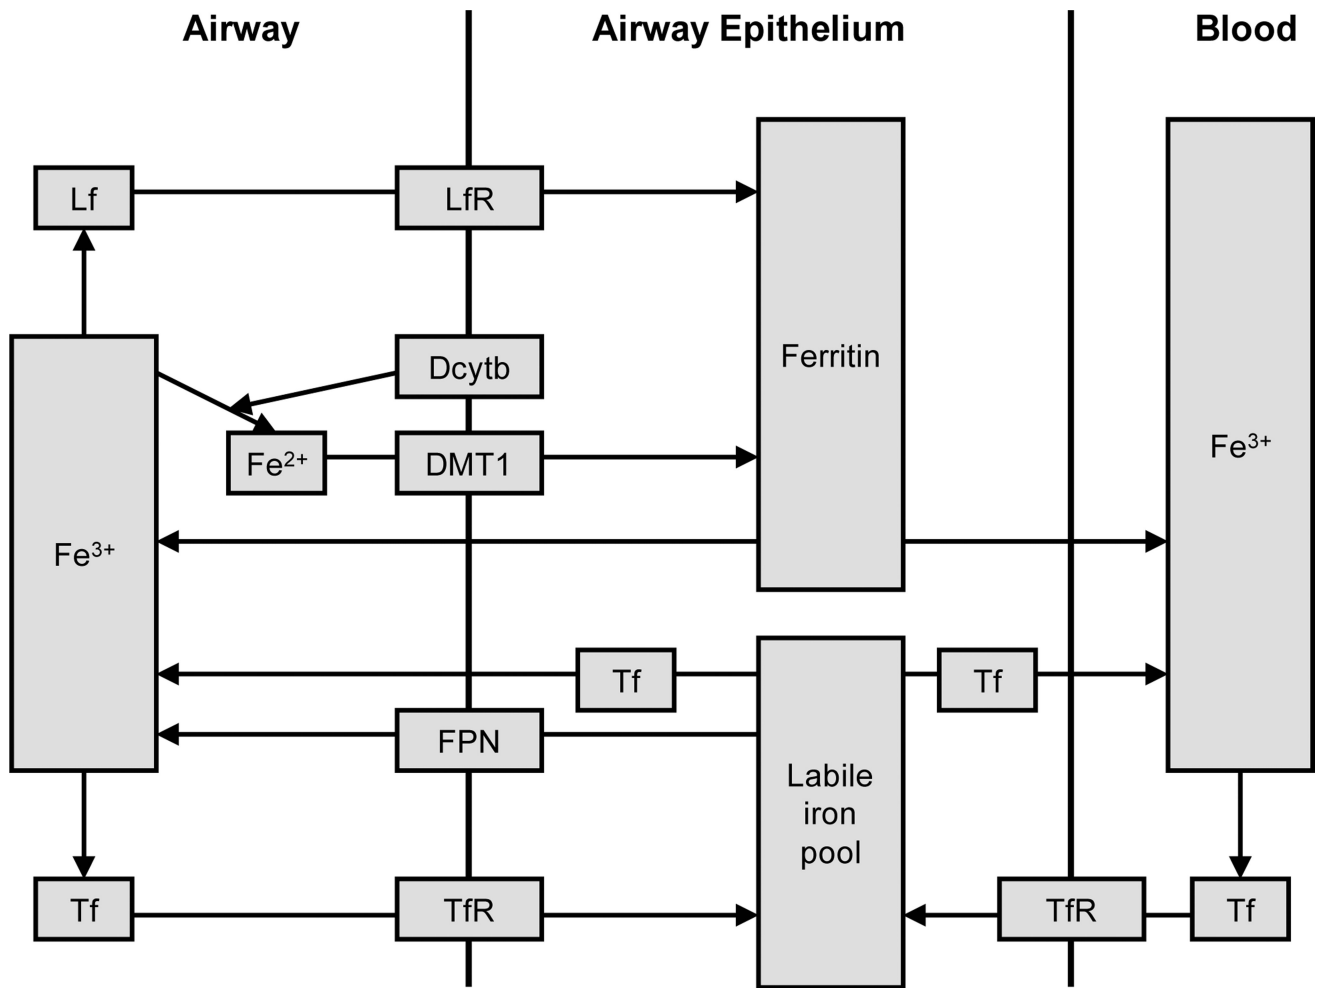 Airway
Airway Epithelium
Blood
Lf
LfR
Dcytb
Ferritin
Fe³⁺
Fe²⁺
DMT1
Fe³⁺
Tf
Tf
FPN
Labile
iron
pool
Tf
TfR
TfR
Tf